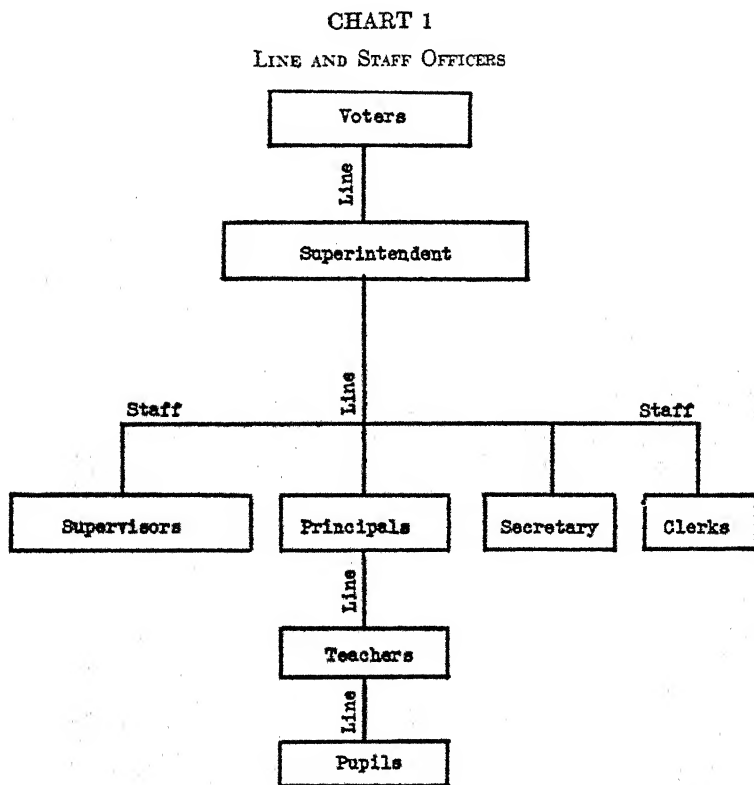 CHART 1
LINE AND STAFF OFFICERS
Voters
Line
Superintendent
Staff
Line
Staff
Supervisors
Principals
Secretary
Clerks
Line
Teachers
Line
Pupils